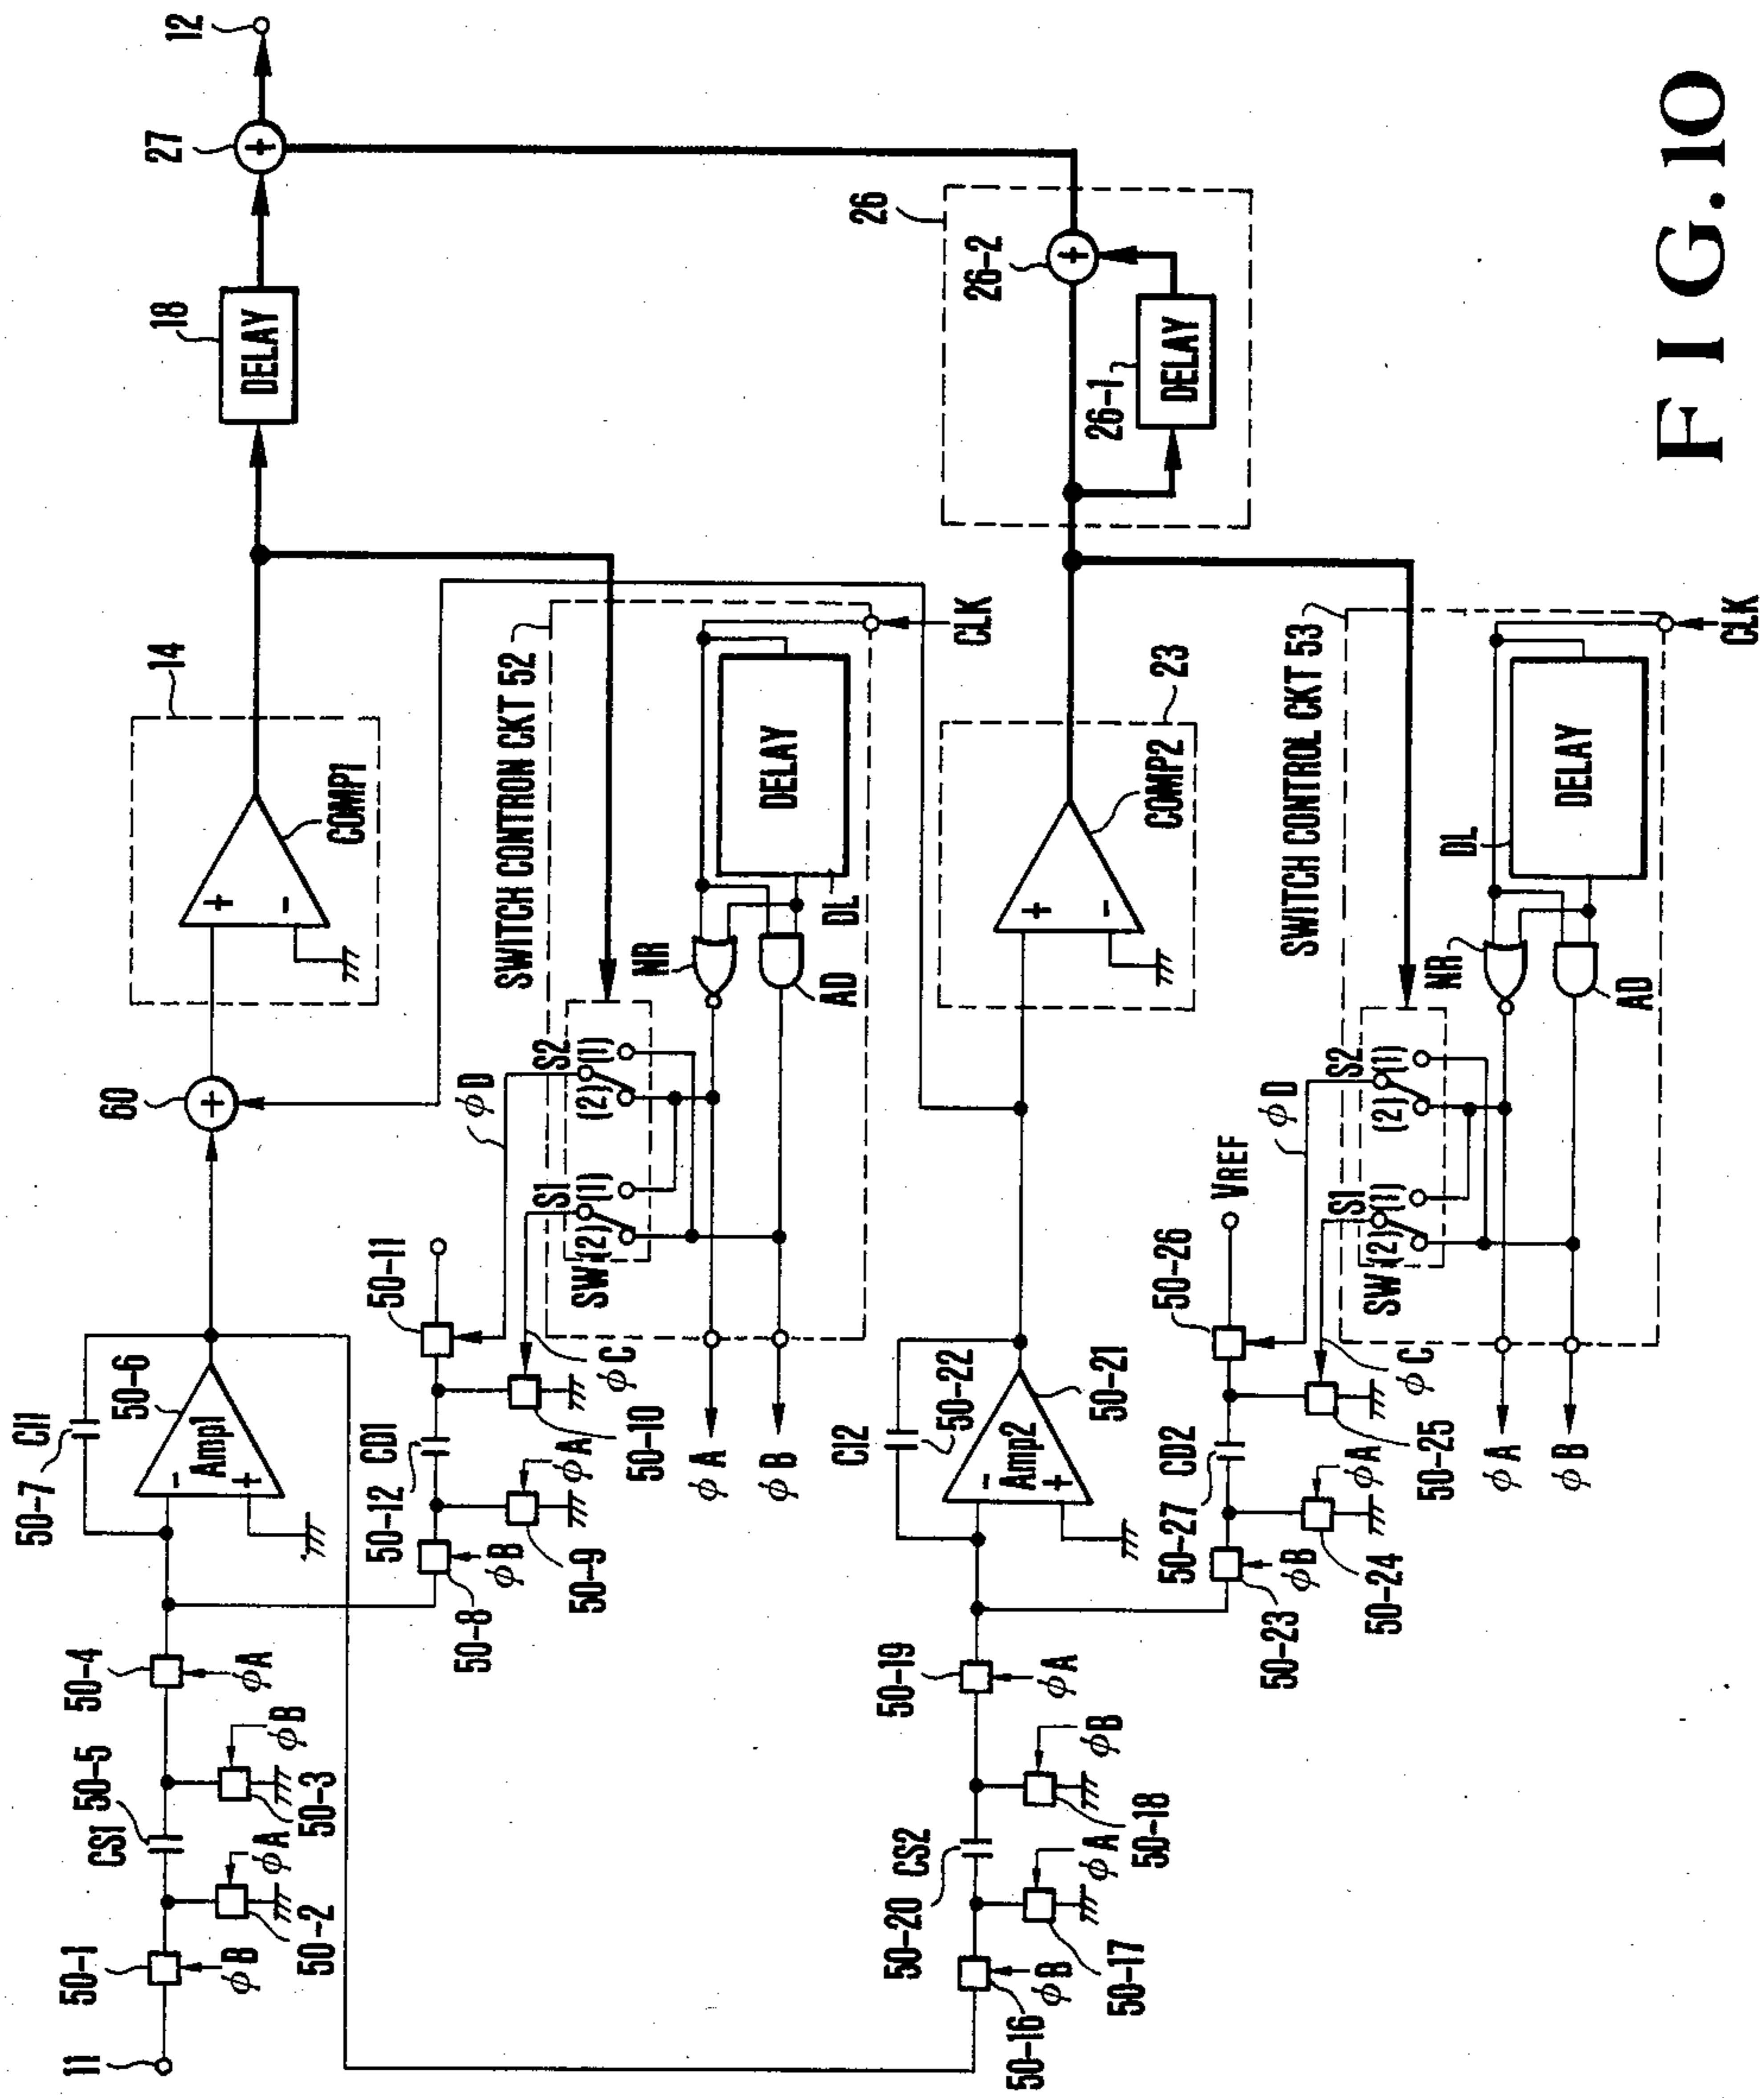 11
50-1
φB
50-2
φA
CS1
50-5
50-3
φB
50-4
φA
50-7
CI1
-
Amp1
+
50-6
60
+
14
+
-
COMP1
18
DELAY
27
+
12
50-8
φB
50-12
CD1
50-9
φA
50-10
φC
50-11
φD
φA
φB
SWITCH CONTRON CKT 52
SW
S1
(2)
(1)
S2
(2)
(1)
NR
AD
DL
DELAY
CLK
50-16
φB
50-17
φA
50-20
CS2
50-18
φB
50-19
φA
CI2
50-22
-
Amp2
+
50-21
23
+
-
COMP2
26
26-2
+
26-1
DELAY
50-23
φB
50-27
CD2
50-24
φA
50-25
φC
50-26
VREF
φD
φA
φB
SWITCH CONTROL CKT 53
SW
S1
(2)
(1)
S2
(2)
(1)
NR
AD
DL
DELAY
CLK
FIG.10